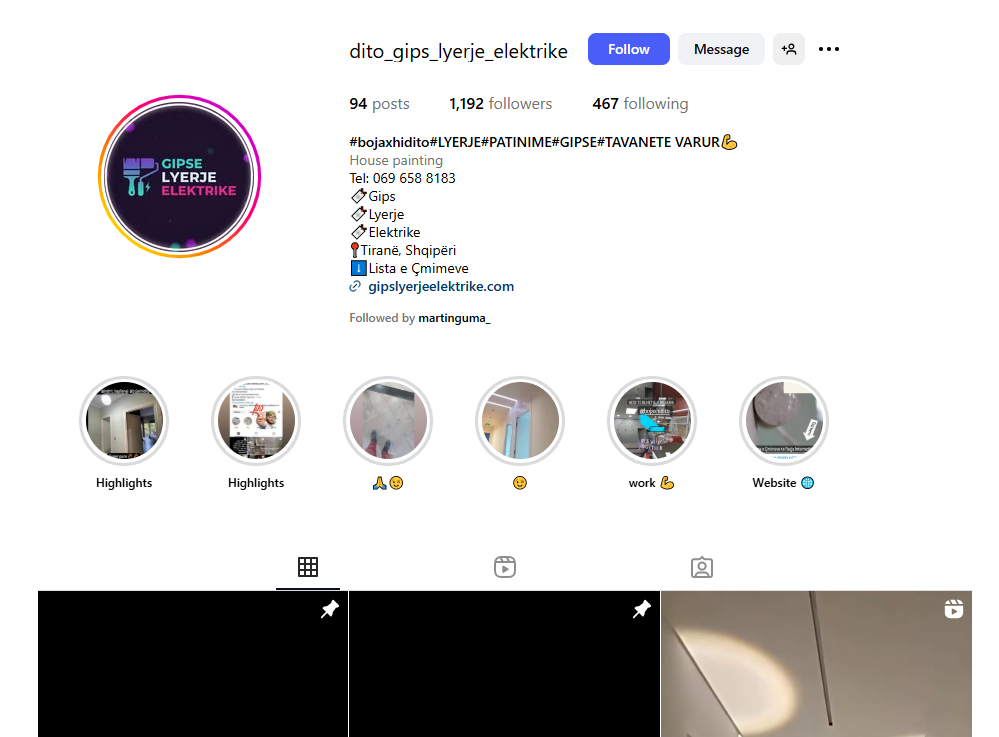 dito_gips_lyerje_elektrike
Follow
Message
94 posts
1,192 followers
467 following
#bojaxhidito#LYERJE#PATINIME#GIPSE#TAVANETE VARUR💪
House painting
Tel: 069 658 8183
Gips
Lyerje
Elektrike
📍Tiranë, Shqipëri
⬇️Lista e Çmimeve
gipslyerjeelektrike.com
Followed by martinguma_
GIPSE
LYERJE
ELEKTRIKE
Highlights
Highlights
🙏😉
😉
work 💪
Website 🌐